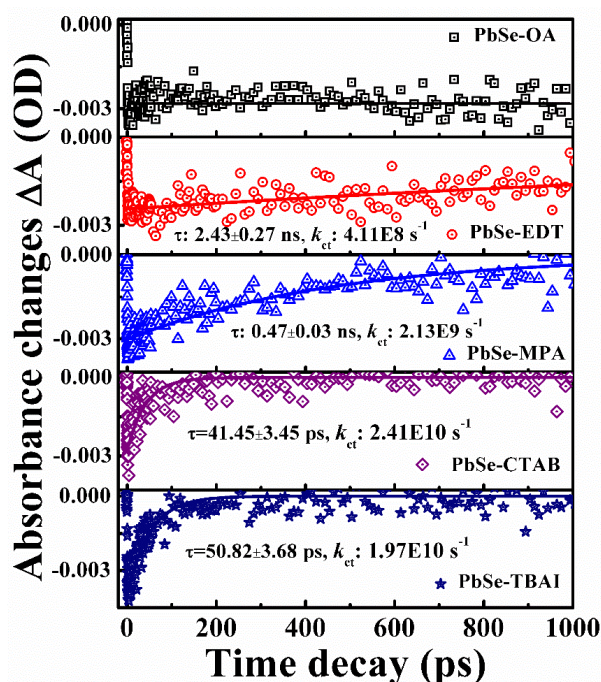 Absorbance changes ΔA (OD)
0.000
PbSe-OA
-0.003
0.000
-0.003
τ: 2.43±0.27 ns, kct: 4.11E8 s⁻¹
PbSe-EDT
0.000
-0.003
τ: 0.47±0.03 ns, kct: 2.13E9 s⁻¹
PbSe-MPA
0.000
τ=41.45±3.45 ps, kct: 2.41E10 s⁻¹
-0.003
PbSe-CTAB
0.000
τ=50.82±3.68 ps, kct: 1.97E10 s⁻¹
-0.003
PbSe-TBAI
0 200 400 600 800 1000
Time decay (ps)